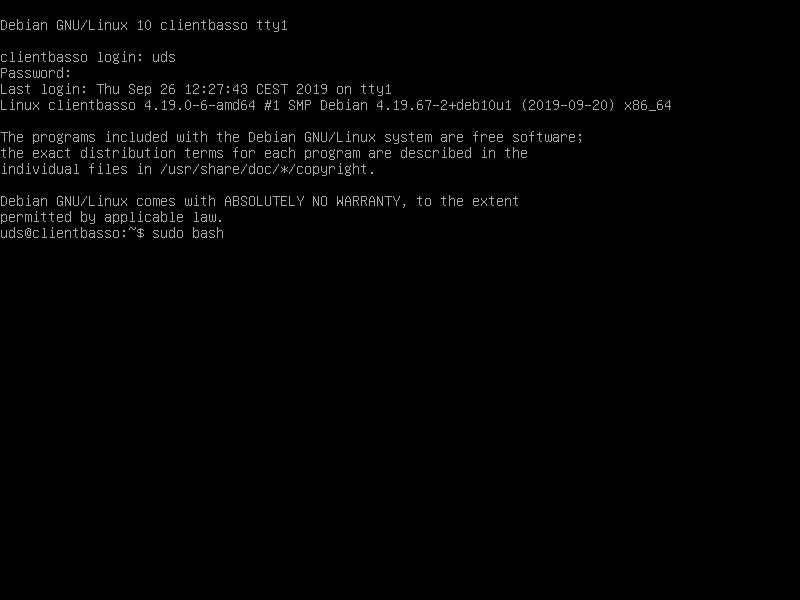 Debian GNU/Linux 10 clientbasso tty1
clientbasso login: uds
Password:
Last login: Thu Sep 26 12:27:43 CEST 2019 on tty1
Linux clientbasso 4.19.0-6-amd64 #1 SMP Debian 4.19.67-2+deb10u1 (2019-09-20) x86_64
The programs included with the Debian GNU/Linux system are free software;
the exact distribution terms for each program are described in the
individual files in /usr/share/doc/*/copyright.
Debian GNU/Linux comes with ABSOLUTELY NO WARRANTY, to the extent
permitted by applicable law.
uds@clientbasso:~$ sudo bash